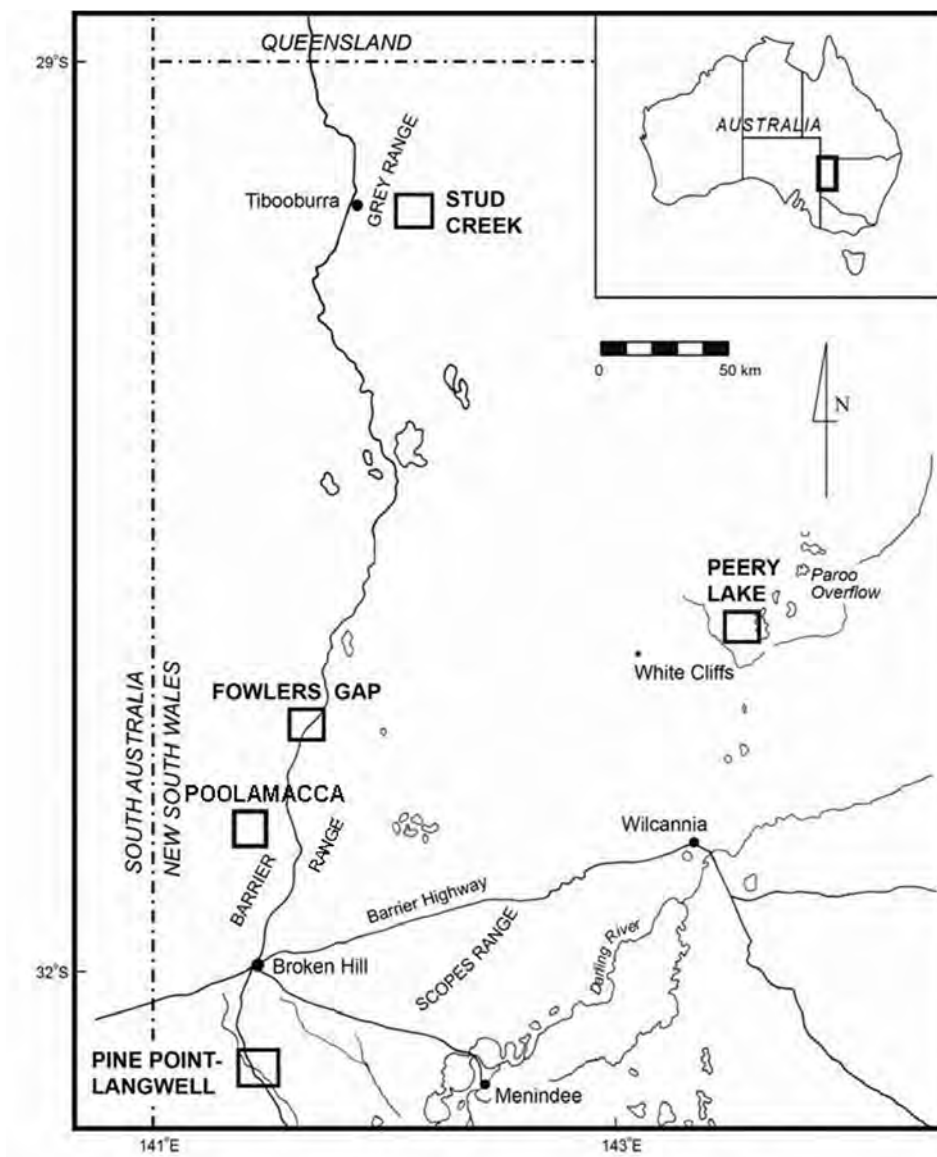 QUEENSLAND
29°S
AUSTRALIA
GREY RANGE
Tibooburra
STUD
CREEK
0
50 km
N
PEERY
LAKE
Paroo
Overflow
White Cliffs
SOUTH AUSTRALIA
NEW SOUTH WALES
FOWLERS GAP
POOLAMACCA
BARRIER
RANGE
Wilcannia
Barrier Highway
SCOPES RANGE
Darling River
32°S
Broken Hill
PINE POINT-
LANGWELL
Menindee
141°E
143°E